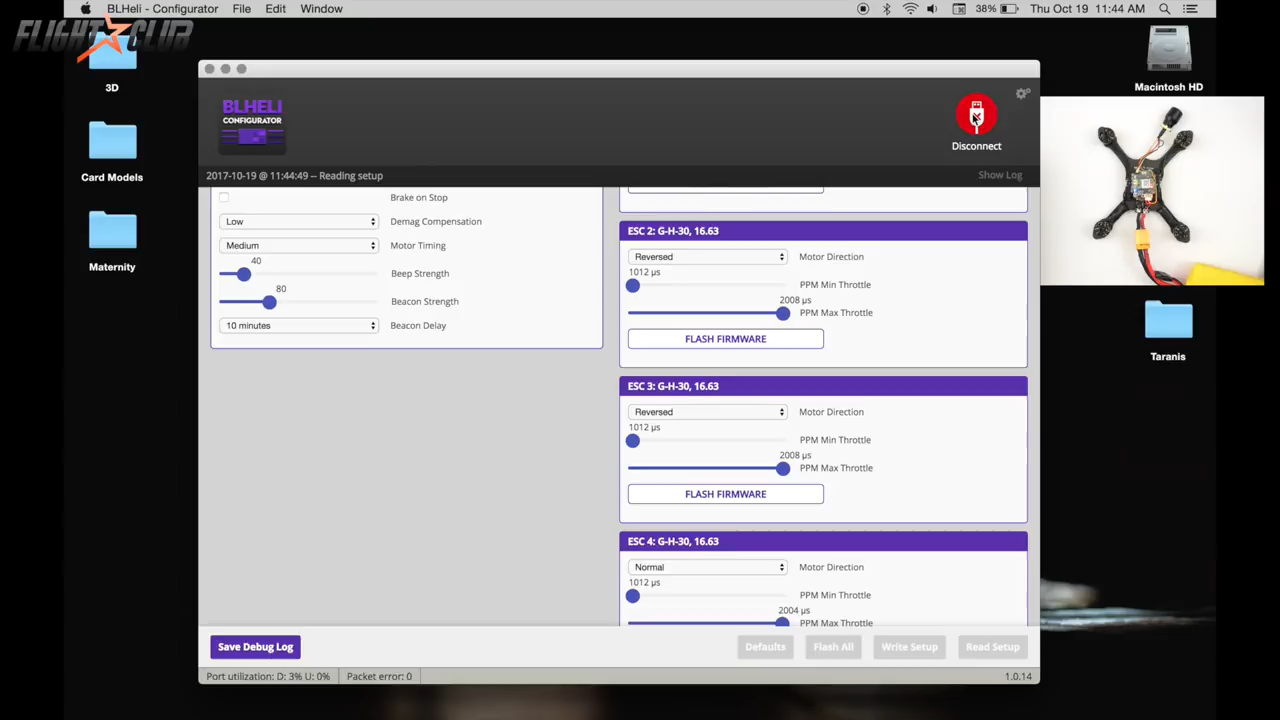 BLHeli - Configurator File Edit Window 38% Thu Oct 19 11:44 AM
FLIGHT CLUB
3D
Card Models
Maternity
Macintosh HD
Taranis
BLHELI
CONFIGURATOR
Disconnect
2017-10-19 @ 11:44:49 -- Reading setup
Show Log
Brake on Stop
Low Demag Compensation
Medium Motor Timing
40
Beep Strength
80
Beacon Strength
10 minutes Beacon Delay
ESC 2: G-H-30, 16.63
Reversed Motor Direction
1012 µs
PPM Min Throttle
2008 µs
PPM Max Throttle
FLASH FIRMWARE
ESC 3: G-H-30, 16.63
Reversed Motor Direction
1012 µs
PPM Min Throttle
2008 µs
PPM Max Throttle
FLASH FIRMWARE
ESC 4: G-H-30, 16.63
Normal Motor Direction
1012 µs
PPM Min Throttle
2004 µs
PPM Max Throttle
Save Debug Log Defaults Flash All Write Setup Read Setup
Port utilization: D: 3% U: 0% Packet error: 0 1.0.14